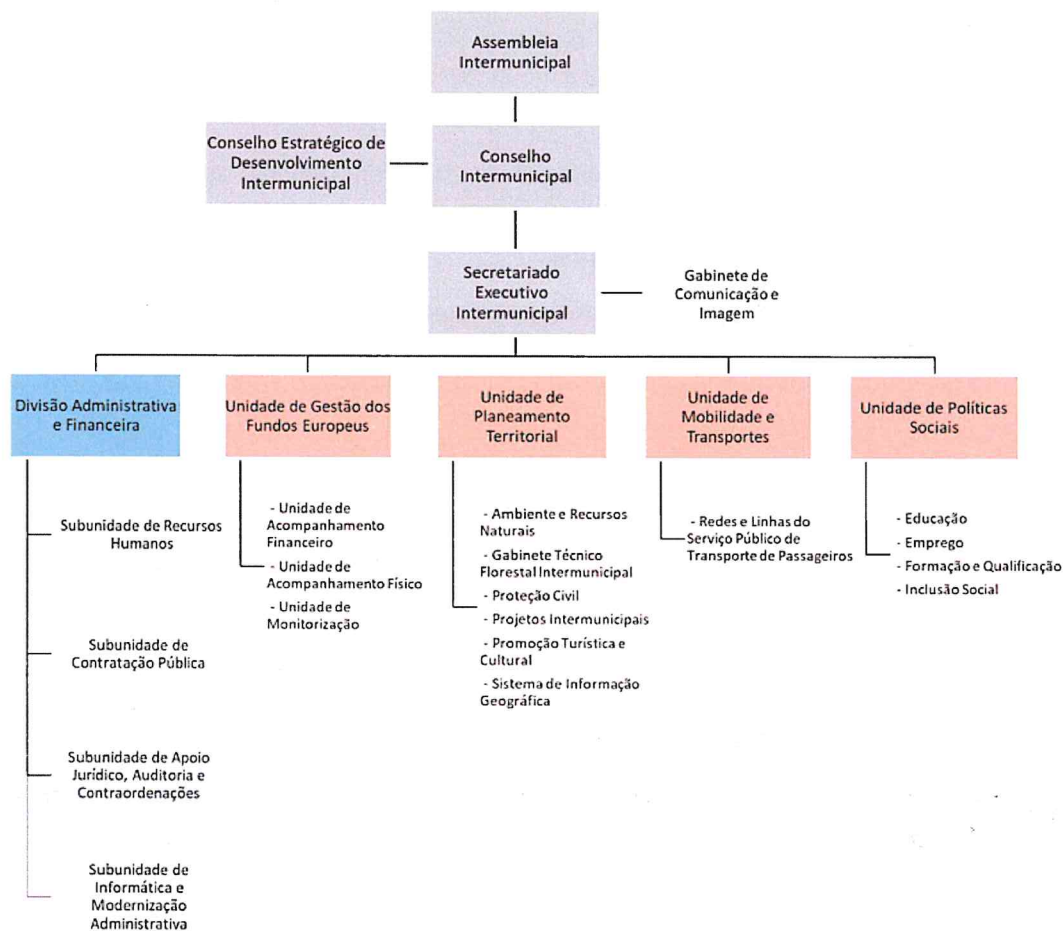 Assembleia
Intermunicipal
Conselho Estratégico de
Desenvolvimento
Intermunicipal
Conselho
Intermunicipal
Secretariado
Executivo
Intermunicipal
Gabinete de
Comunicação e
Imagem
Divisão Administrativa
e Financeira
Unidade de Gestão dos
Fundos Europeus
Unidade de
Planeamento
Territorial
Unidade de
Mobilidade e
Transportes
Unidade de Políticas
Sociais
Subunidade de Recursos
Humanos
Subunidade de
Contratação Pública
Subunidade de Apoio
Jurídico, Auditoria e
Contraordenações
Subunidade de
Informática e
Modernização
Administrativa
- Unidade de
Acompanhamento
Financeiro
- Unidade de
Acompanhamento Físico
- Unidade de
Monitorização
- Ambiente e Recursos
Naturais
- Gabinete Técnico
Florestal Intermunicipal
- Proteção Civil
- Projetos Intermunicipais
- Promoção Turística e
Cultural
- Sistema de Informação
Geográfica
- Redes e Linhas do
Serviço Público de
Transporte de Passageiros
- Educação
- Emprego
- Formação e Qualificação
- Inclusão Social